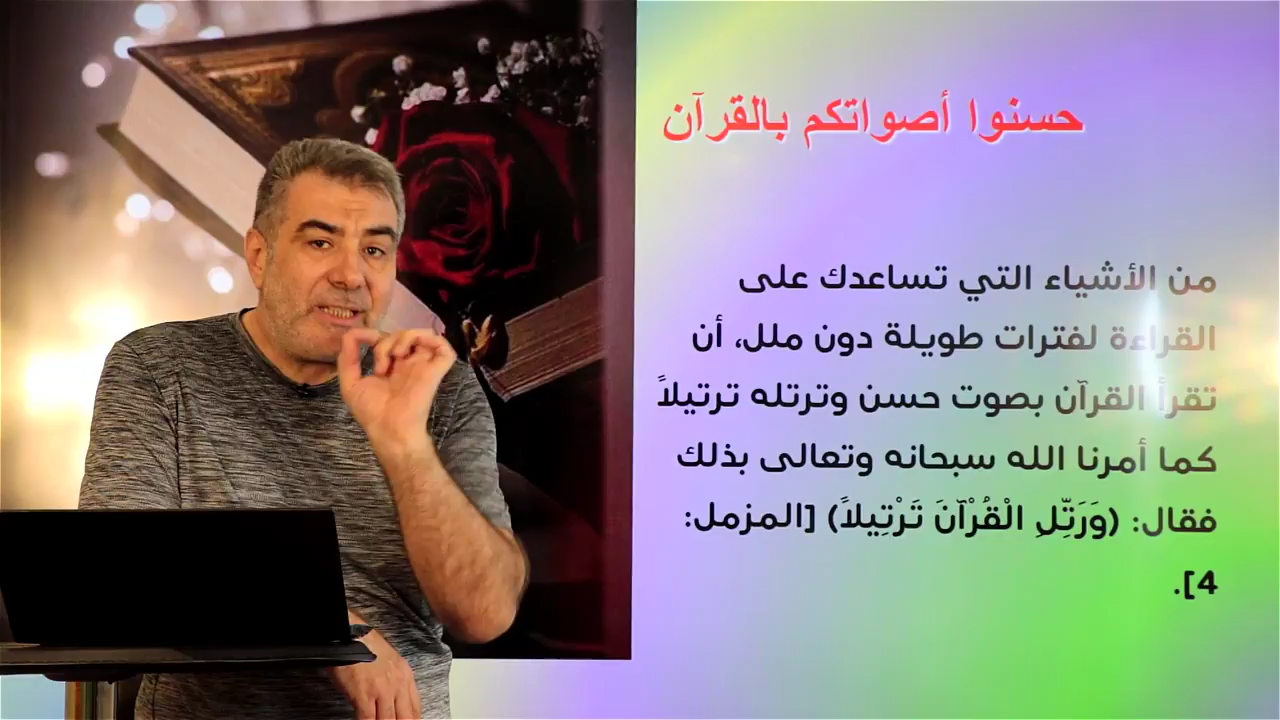 حسنوا أصواتكم بالقرآن
من الأشياء التي تساعدك على
القراءة لفترات طويلة دون ملل، أن
تقرأ القرآن بصوت حسن وترتله ترتيلاً
كما أمرنا الله سبحانه وتعالى بذلك
فقال: (وَرَتِّلِ الْقُرْآنَ تَرْتِيلاً) [المزمل:
4].